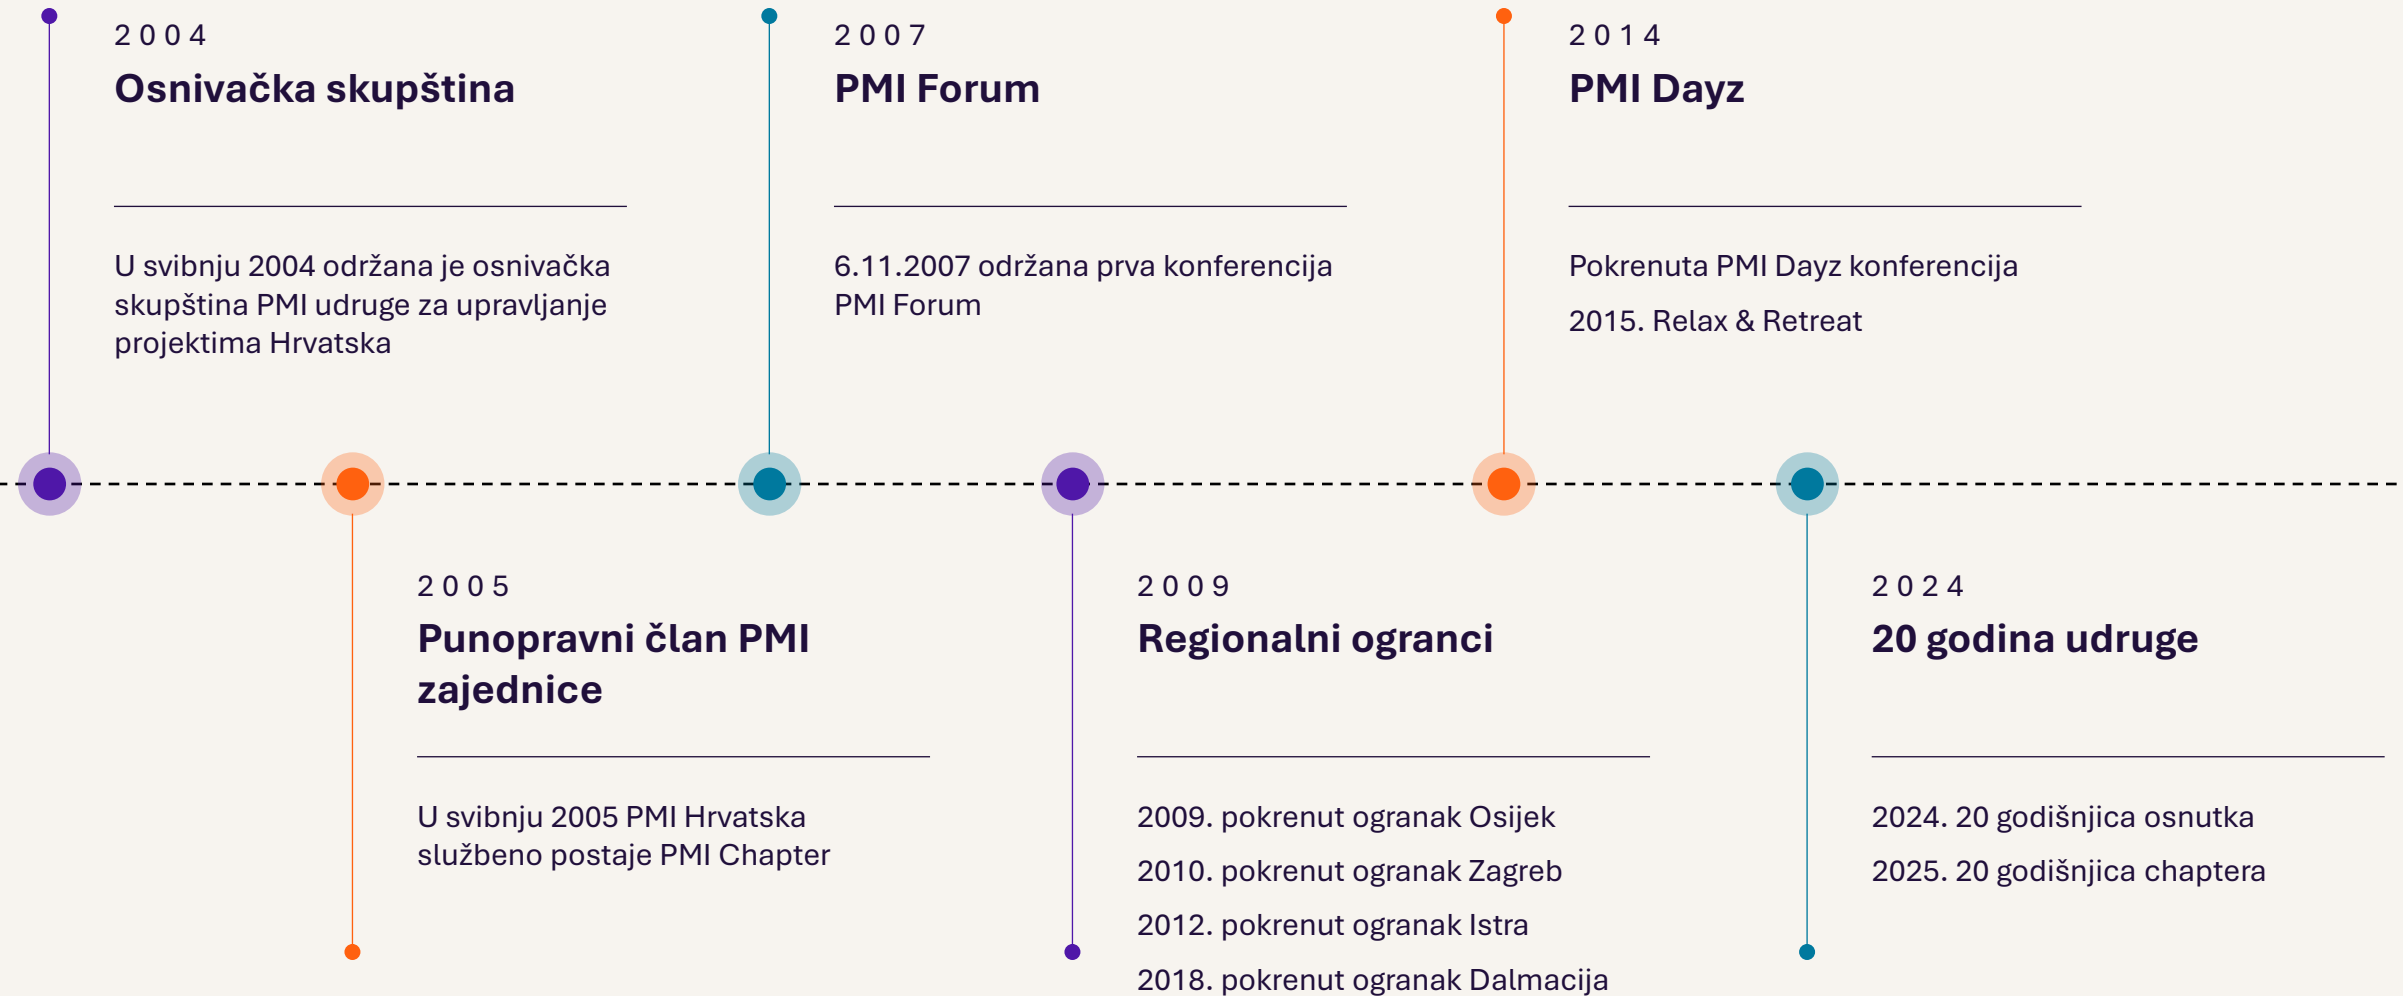 2004
Osnivačka skupština
U svibnju 2004 održana je osnivačka
skupština PMI udruge za upravljanje
projektima Hrvatska
2005
Punopravni član PMI
zajednice
U svibnju 2005 PMI Hrvatska
službeno postaje PMI Chapter
2007
PMI Forum
6.11.2007 održana prva konferencija
PMI Forum
2009
Regionalni ogranci
2009. pokrenut ogranak Osijek
2010. pokrenut ogranak Zagreb
2012. pokrenut ogranak Istra
2018. pokrenut ogranak Dalmacija
2014
PMI Dayz
Pokrenuta PMI Dayz konferencija
2015. Relax & Retreat
2024
20 godina udruge
2024. 20 godišnjica osnutka
2025. 20 godišnjica chaptera